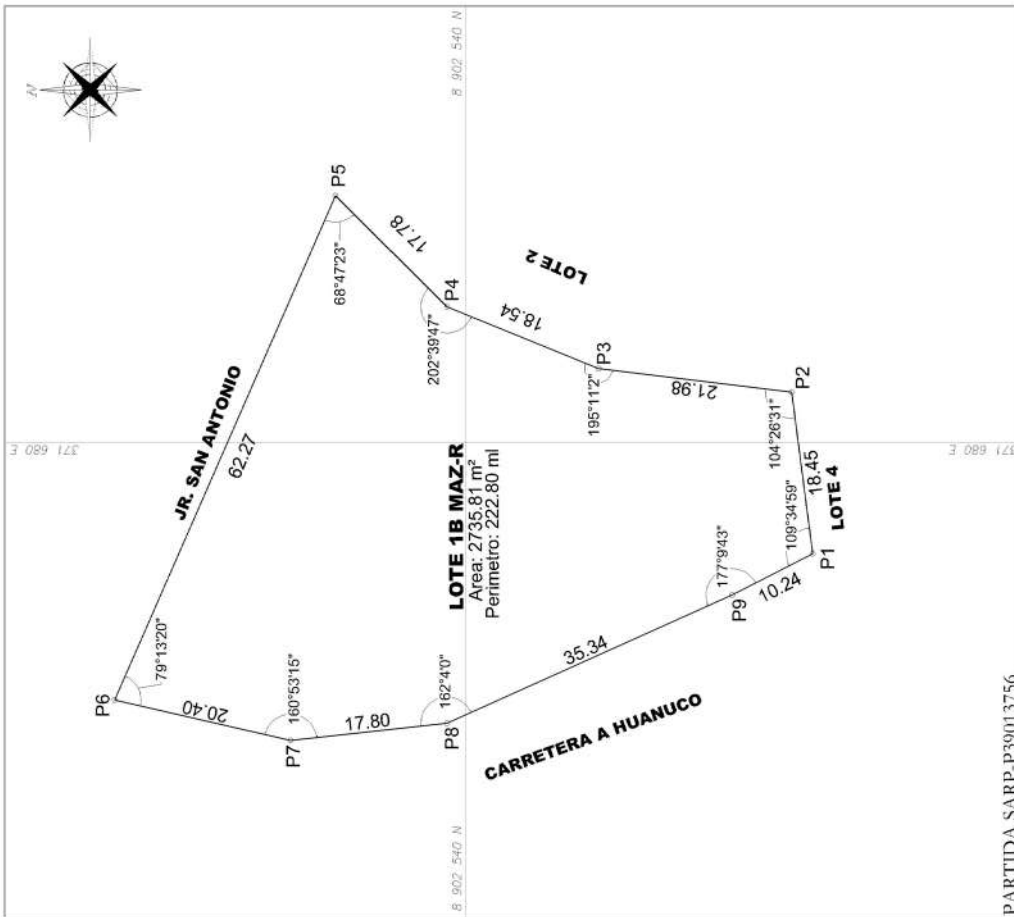 N
8 902 540 N
P5
JR. SAN ANTONIO
68°47'23"
17.78
P4
202°39'47"
LOTE 2
18.54
62.27
P3
195°11'2"
371 680 E
371 680 E
21.98
P2
104°26'31"
LOTE 1B MAZ-R
Area: 2735.81 m²
Perimetro: 222.80 ml
18.45
109°34'59"
LOTE 4
P1
177°9'43"
10.24
P9
35.34
P6
79°13'20"
20.40
160°53'15"
P7
17.80
162°4'0"
P8
CARRETERA A HUANUCO
8 902 540 N
PARTIDA SARP-P39013756